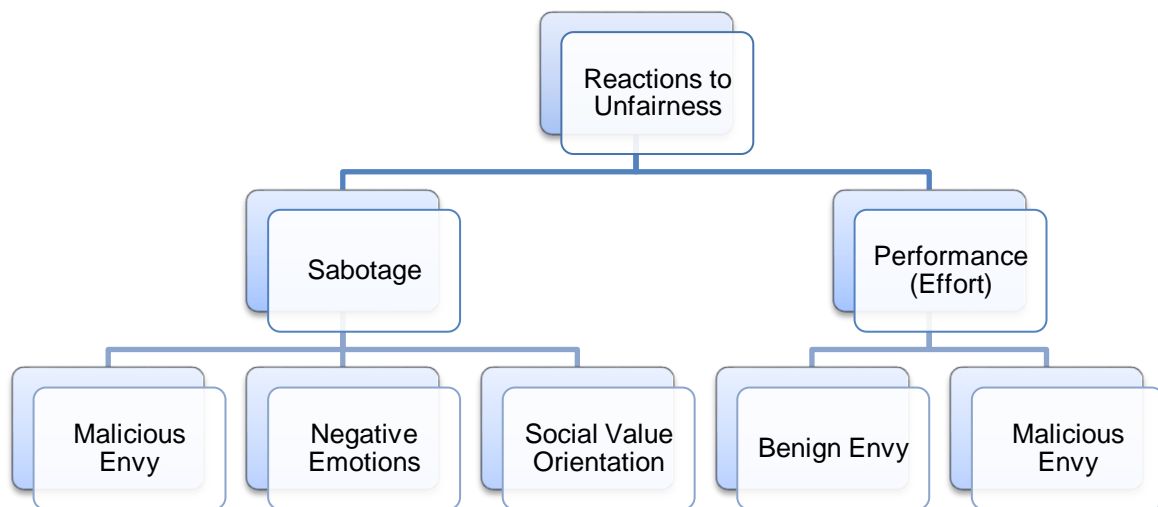 Reactions to
Unfairness
Sabotage
Performance
(Effort)
Malicious
Envy
Negative
Emotions
Social Value
Orientation
Benign Envy
Malicious
Envy